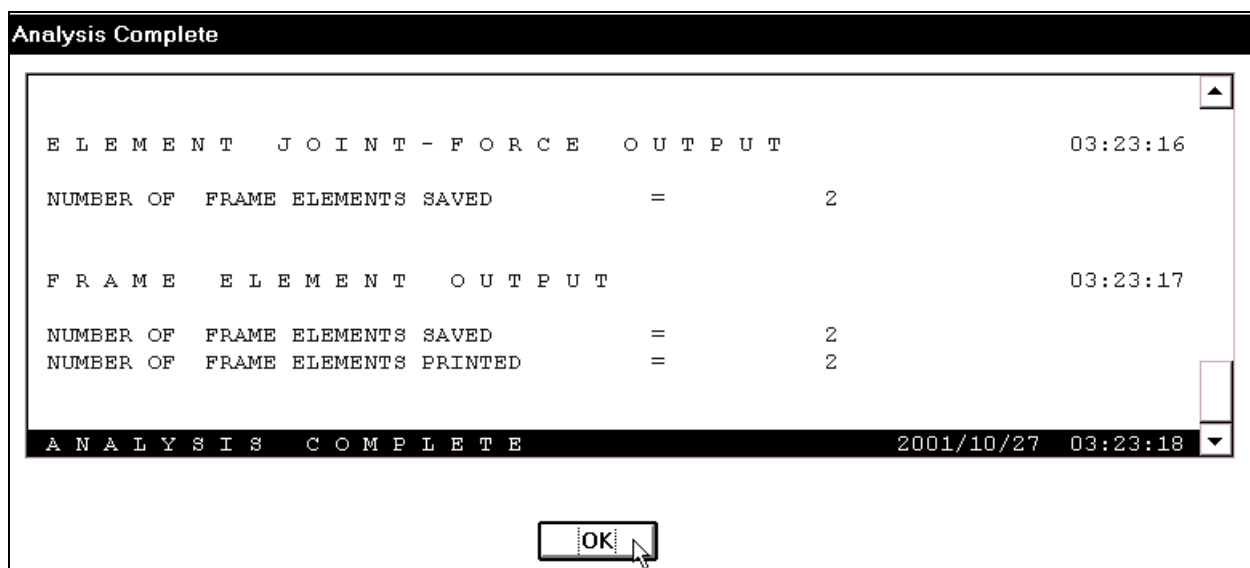 Analysis Complete
E L E M E N T   J O I N T - F O R C E   O U T P U T   03:23:16
NUMBER OF FRAME ELEMENTS SAVED = 2
F R A M E   E L E M E N T   O U T P U T   03:23:17
NUMBER OF FRAME ELEMENTS SAVED = 2
NUMBER OF FRAME ELEMENTS PRINTED = 2
A N A L Y S I S   C O M P L E T E   2001/10/27 03:23:18
OK